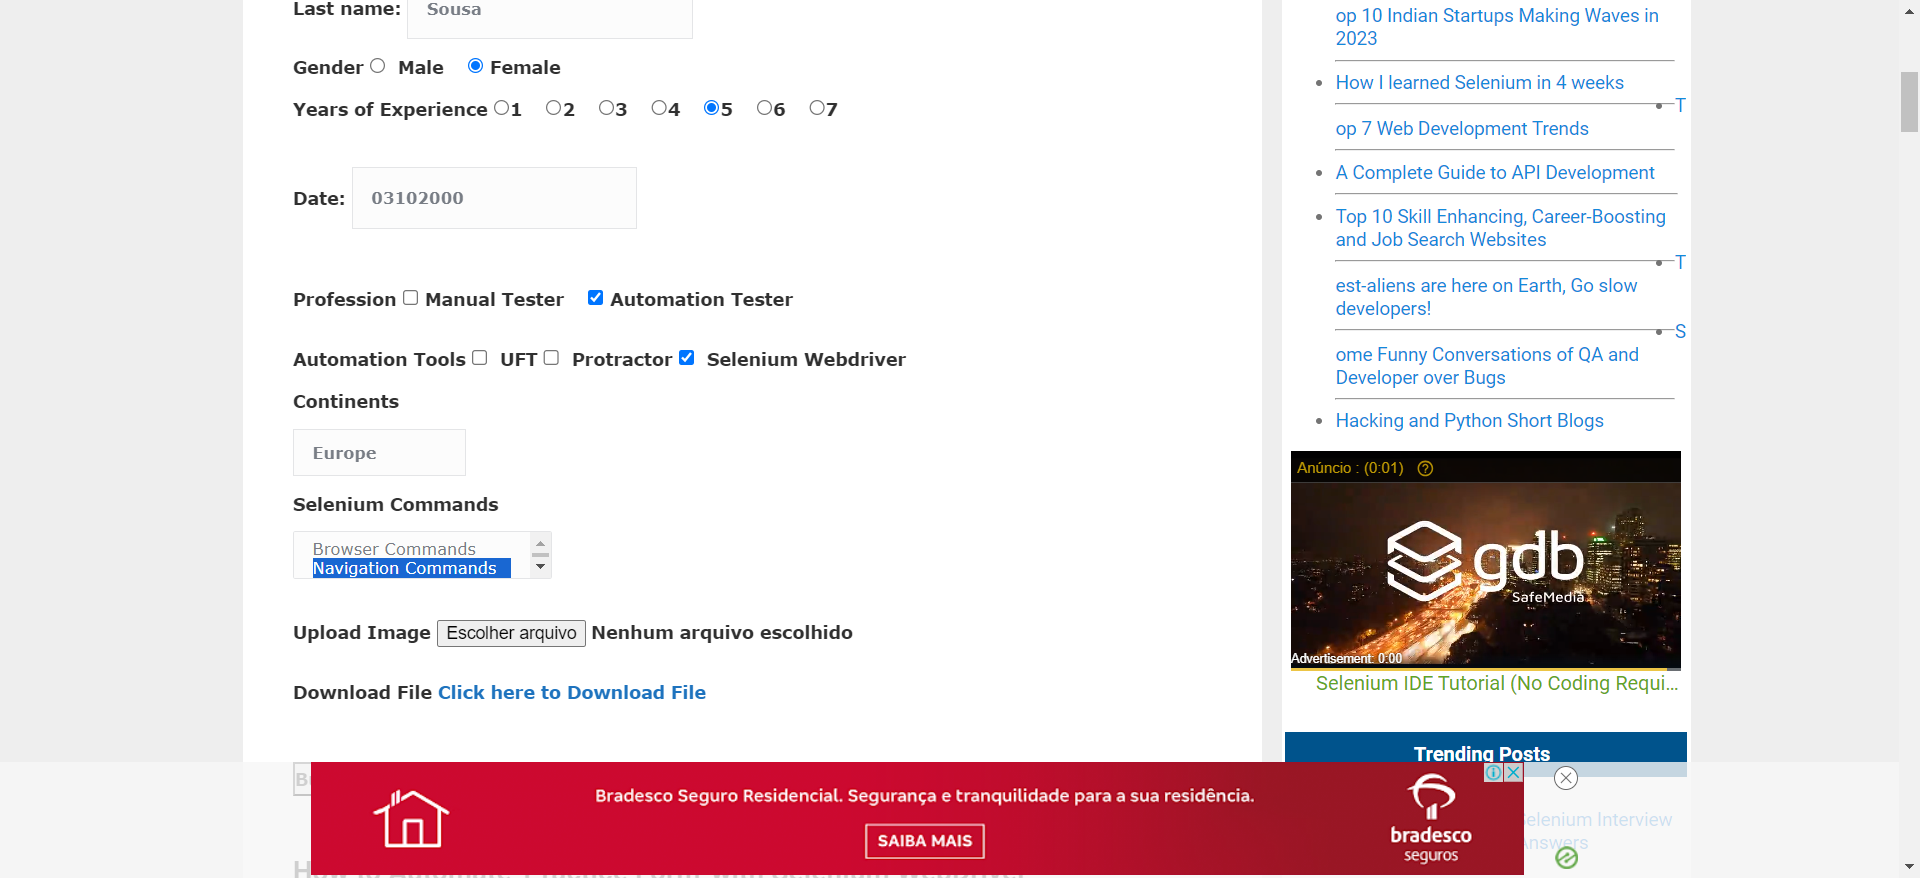 Last name: Sousa
Gender Male Female
Years of Experience 1 2 3 4 5 6 7
Date: 03102000
Profession Manual Tester Automation Tester
Automation Tools UFT Protractor Selenium Webdriver
Continents
Europe
Selenium Commands
Browser Commands
Navigation Commands
Upload Image Escolher arquivo Nenhum arquivo escolhido
Download File Click here to Download File
op 10 Indian Startups Making Waves in
2023
How I learned Selenium in 4 weeks
T
op 7 Web Development Trends
A Complete Guide to API Development
Top 10 Skill Enhancing, Career-Boosting
and Job Search Websites
T
est-aliens are here on Earth, Go slow
developers!
S
ome Funny Conversations of QA and
Developer over Bugs
Hacking and Python Short Blogs
Anúncio : (0:01)
gdb
SafeMedia
Advertisement: 0:00
Selenium IDE Tutorial (No Coding Requi...
Trending Posts
Selenium Interview
Answers
Bradesco Seguro Residencial. Segurança e tranquilidade para a sua residência.
SAIBA MAIS
bradesco
seguros